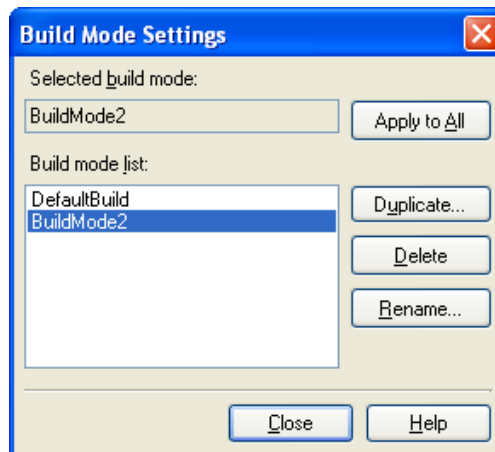 Build Mode Settings
Selected build mode:
BuildMode2
Apply to All
Build mode list:
DefaultBuild
BuildMode2
Duplicate...
Delete
Rename...
Close
Help